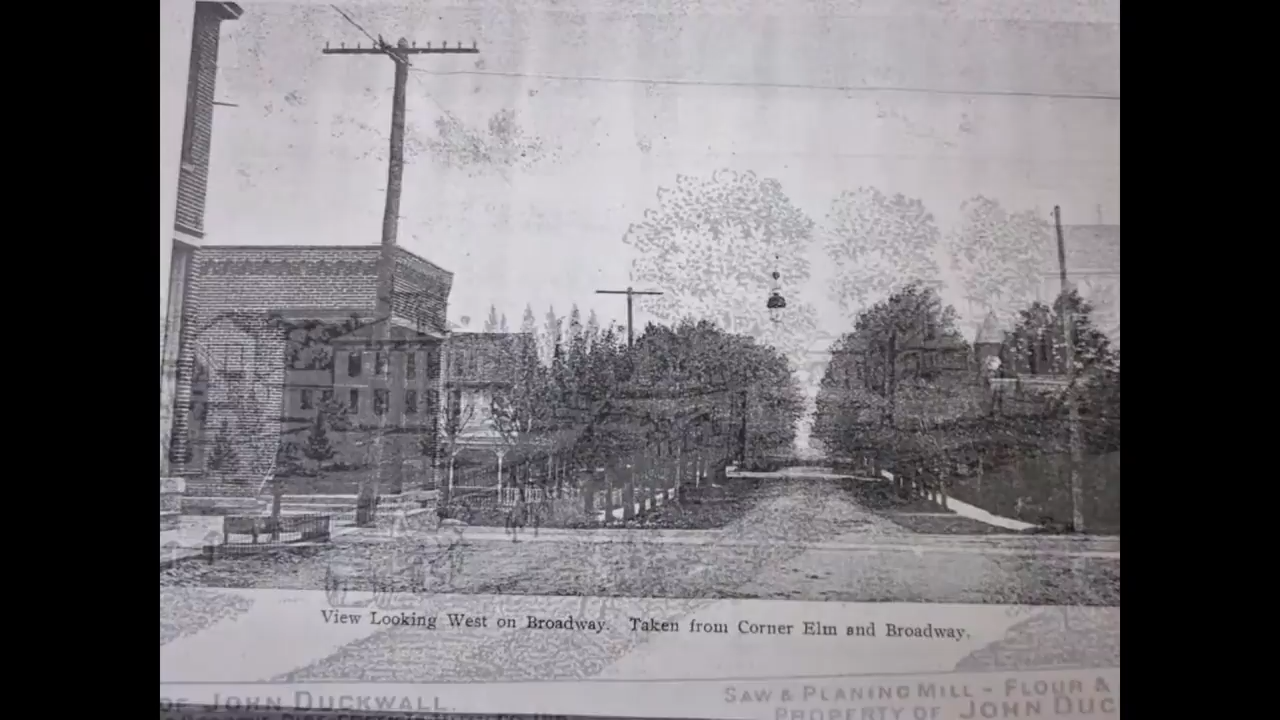 View Looking West on Broadway. Taken from Corner Elm and Broadway.
OF JOHN DUCKWALL.
SAW & PLANING MILL - FLOUR &
PROPERTY OF JOHN DUC